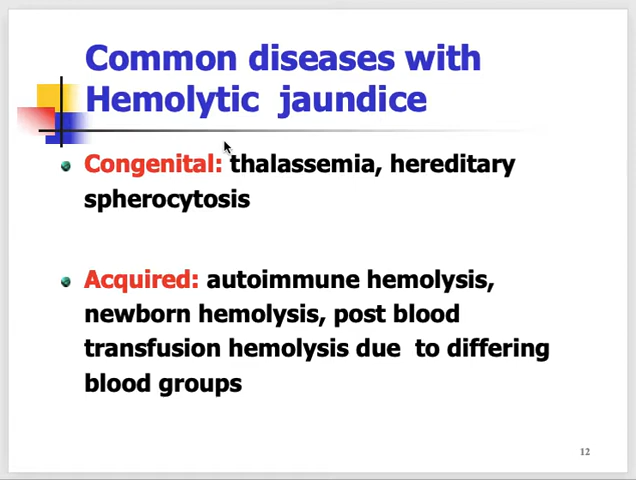 Common diseases with
Hemolytic  jaundice
Congenital: thalassemia, hereditary
spherocytosis
Acquired: autoimmune hemolysis,
newborn hemolysis, post blood
transfusion hemolysis due  to differing
blood groups
12